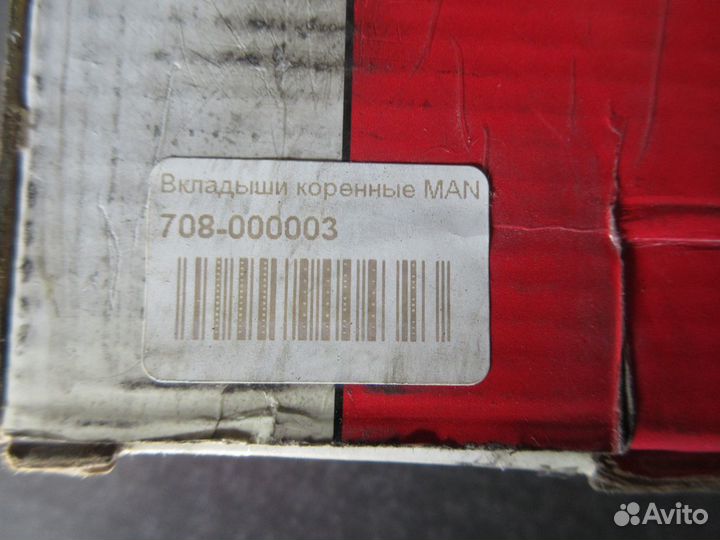 Вкладыши коренные MAN
708-000003
Avito